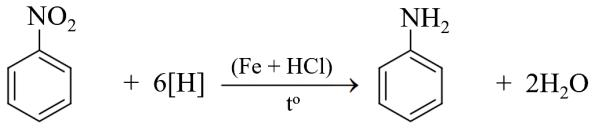 NO₂ + 6[H] (Fe + HCl) tº NH₂ + 2H₂O